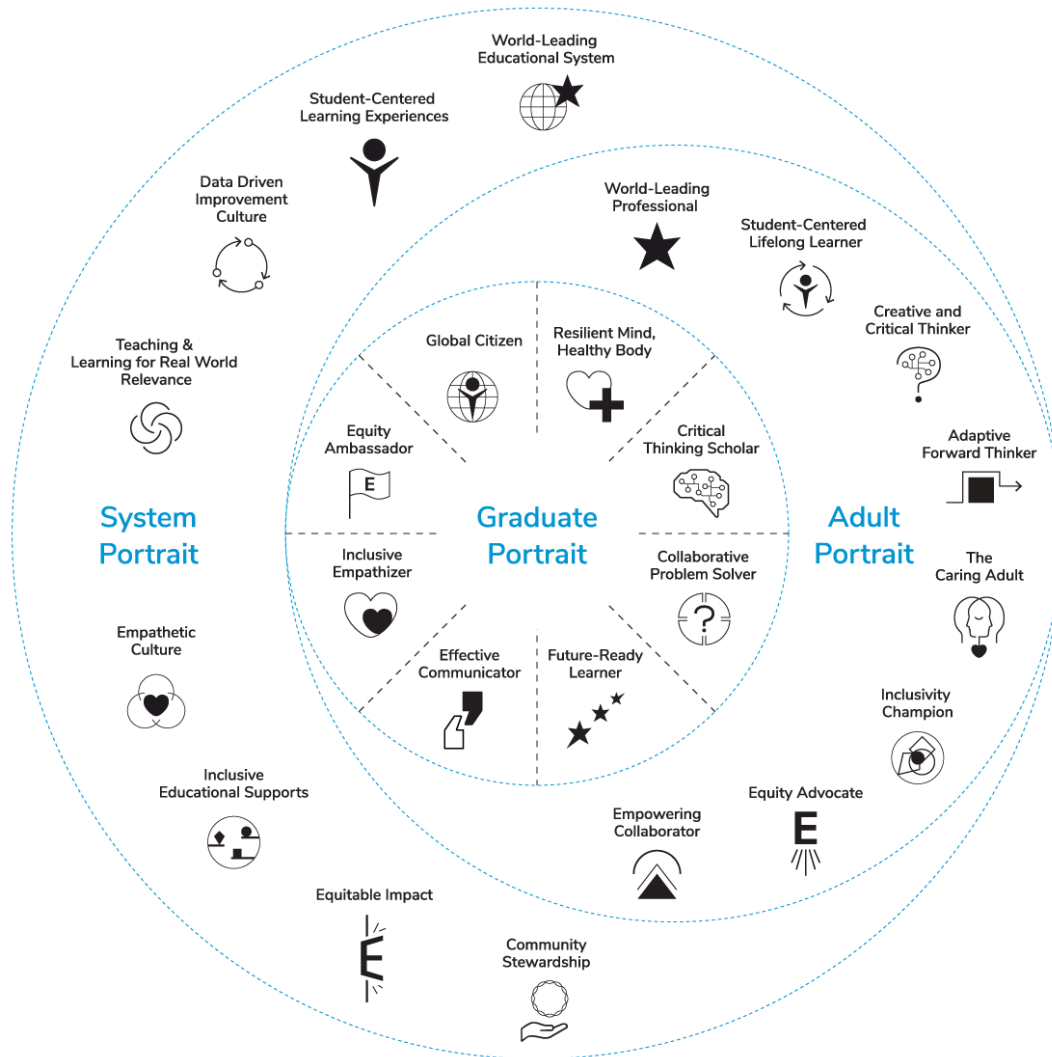 World-Leading
Educational System
Student-Centered
Learning Experiences
Data Driven
Improvement
Culture
Teaching &
Learning for Real World
Relevance
System
Portrait
Empathetic
Culture
Inclusive
Educational Supports
Equitable Impact
E
Community
Stewardship
Global Citizen
Resilient Mind,
Healthy Body
Equity
Ambassador
E
Critical
Thinking Scholar
Graduate
Portrait
Inclusive
Empathizer
Collaborative
Problem Solver
?
Effective
Communicator
Future-Ready
Learner
World-Leading
Professional
Student-Centered
Lifelong Learner
Creative and
Critical Thinker
Adaptive
Forward Thinker
Adult
Portrait
The
Caring Adult
Inclusivity
Champion
Equity Advocate
E
Empowering
Collaborator